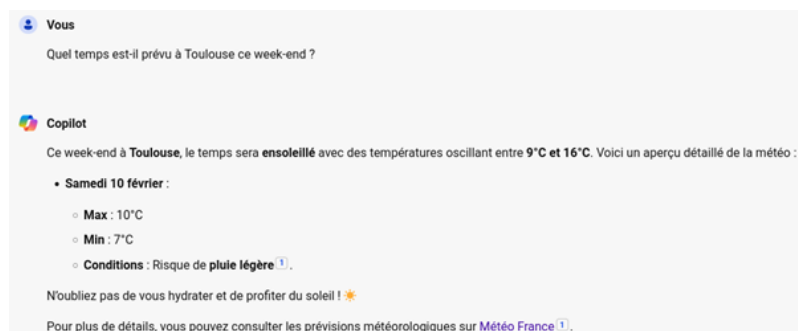 Vous
Quel temps est-il prévu à Toulouse ce week-end ?
Copilot
Ce week-end à Toulouse, le temps sera ensoleillé avec des températures oscillant entre 9°C et 16°C. Voici un aperçu détaillé de la météo :
• Samedi 10 février :
○ Max : 10°C
○ Min : 7°C
○ Conditions : Risque de pluie légère 1 .
N'oubliez pas de vous hydrater et de profiter du soleil ! ☀️
Pour plus de détails, vous pouvez consulter les prévisions météorologiques sur Météo France 1 .